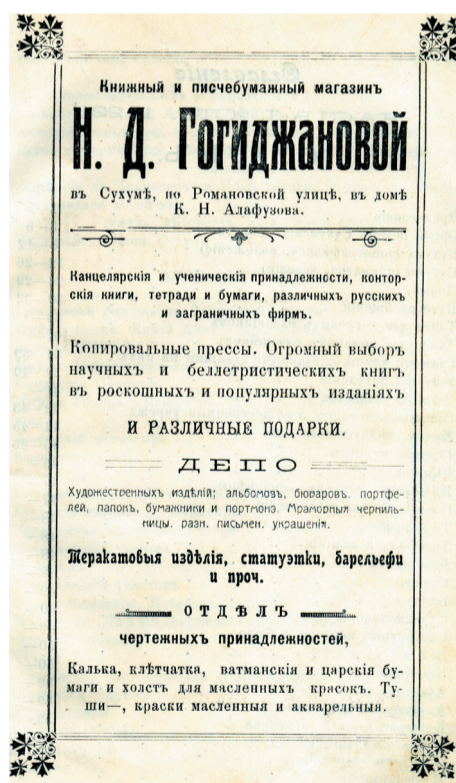 Книжный и писчебумажный магазинъ
Н. Д. Гогиджановой
въ Сухумѣ, по Романовской улицѣ, въ домѣ
К. Н. Алафузова.
Канцелярскія и ученическія принадлежности, контор-
скія книги, тетради и бумаги, различныхъ русскихъ
и заграничныхъ фирмъ.
Копировальные прессы. Огромный выборъ
научныхъ и беллетристическихъ книгъ
въ роскошныхъ и популярныхъ изданіяхъ
И РАЗЛИЧНЫЕ ПОДАРКИ.
ДЕПО
Художественныхъ издѣлій; альбомовъ, бюваровъ, портфе-
лей, папокъ, бумажники и портмонэ. Мраморныя черниль-
ницы, разн. письмен. украшенія.
Теракатовыя издѣлія, статуэтки, барельефи
и проч.
ОТДѢЛЪ
чертежныхъ принадлежностей,
Калька, клѣтчатка, ватманскія и царскія бу-
маги и холстъ для масленныхъ красокъ. Ту-
ши—, краски масленныя и акварельныя.